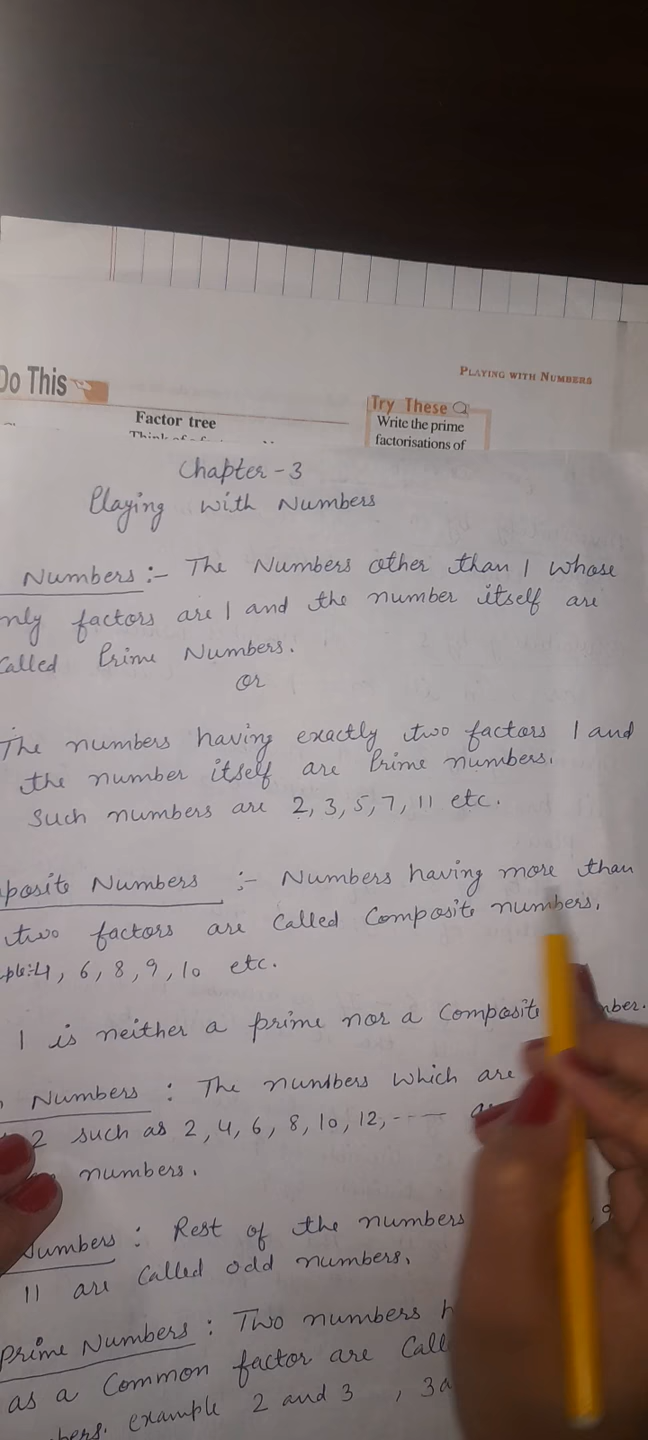 PLAYING WITH NUMBERS
Do This
Try These
Factor tree
Write the prime
factorisations of
Chapter-3
Playing with Numbers
Numbers :- The Numbers other than 1 whose
factors are 1 and the number itself are
called Prime Numbers.
Or
The numbers having exactly two factors 1 and
the number itself are Prime numbers.
Such numbers are 2, 3, 5, 7, 11 etc.
Numbers :- Numbers having more than
two factors are called Composite numbers.
4, 6, 8, 9, 10 etc.
1 is neither a prime nor a Composite
Numbers : The numbers which are
2 such as 2, 4, 6, 8, 10, 12, ----
numbers.
Numbers : Rest of the numbers
11 are called odd numbers.
Prime Numbers : Two numbers
as a Common factor are
example 2 and 3 , 3